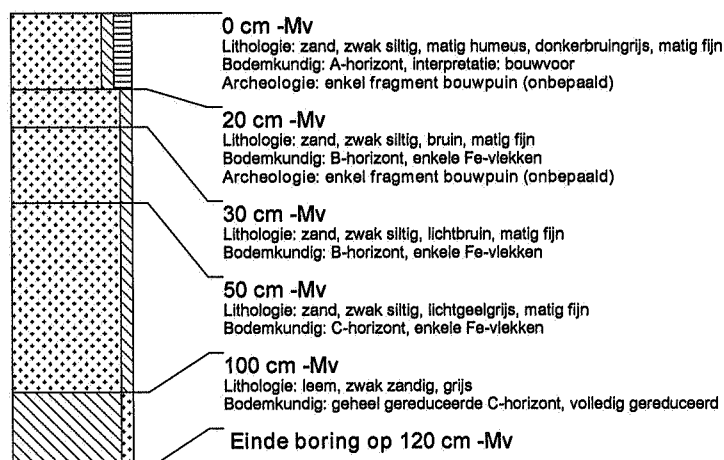 0 cm -Mv
Lithologie: zand, zwak siltig, matig humeus, donkerbruingrijs, matig fijn
Bodemkundig: A-horizont, interpretatie: bouwvoor
Archeologie: enkel fragment bouwpuin (onbepaald)
20 cm -Mv
Lithologie: zand, zwak siltig, bruin, matig fijn
Bodemkundig: B-horizont, enkele Fe-vlekken
Archeologie: enkel fragment bouwpuin (onbepaald)
30 cm -Mv
Lithologie: zand, zwak siltig, lichtbruin, matig fijn
Bodemkundig: B-horizont, enkele Fe-vlekken
50 cm -Mv
Lithologie: zand, zwak siltig, lichtgeelgrijs, matig fijn
Bodemkundig: C-horizont, enkele Fe-vlekken
100 cm -Mv
Lithologie: leem, zwak zandig, grijs
Bodemkundig: geheel gereduceerde C-horizont, volledig gereduceerd
Einde boring op 120 cm -Mv